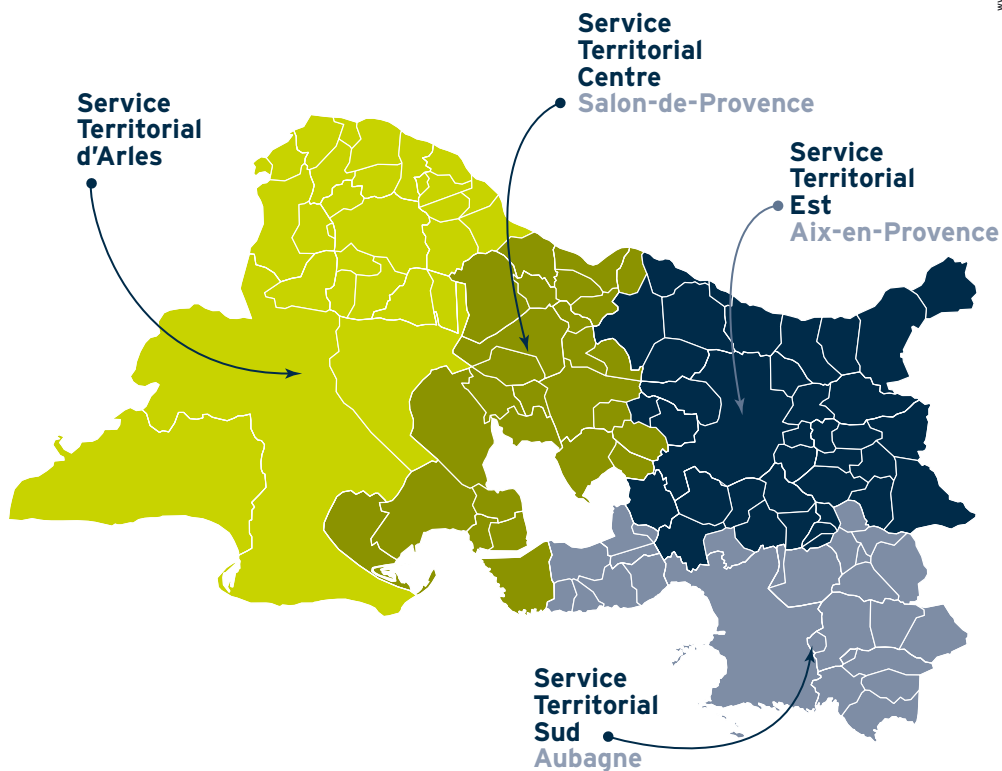 Service
Territorial
Centre
Salon-de-Provence
Service
Territorial
d'Arles
Service
Territorial
Est
Aix-en-Provence
Service
Territorial
Sud
Aubagne